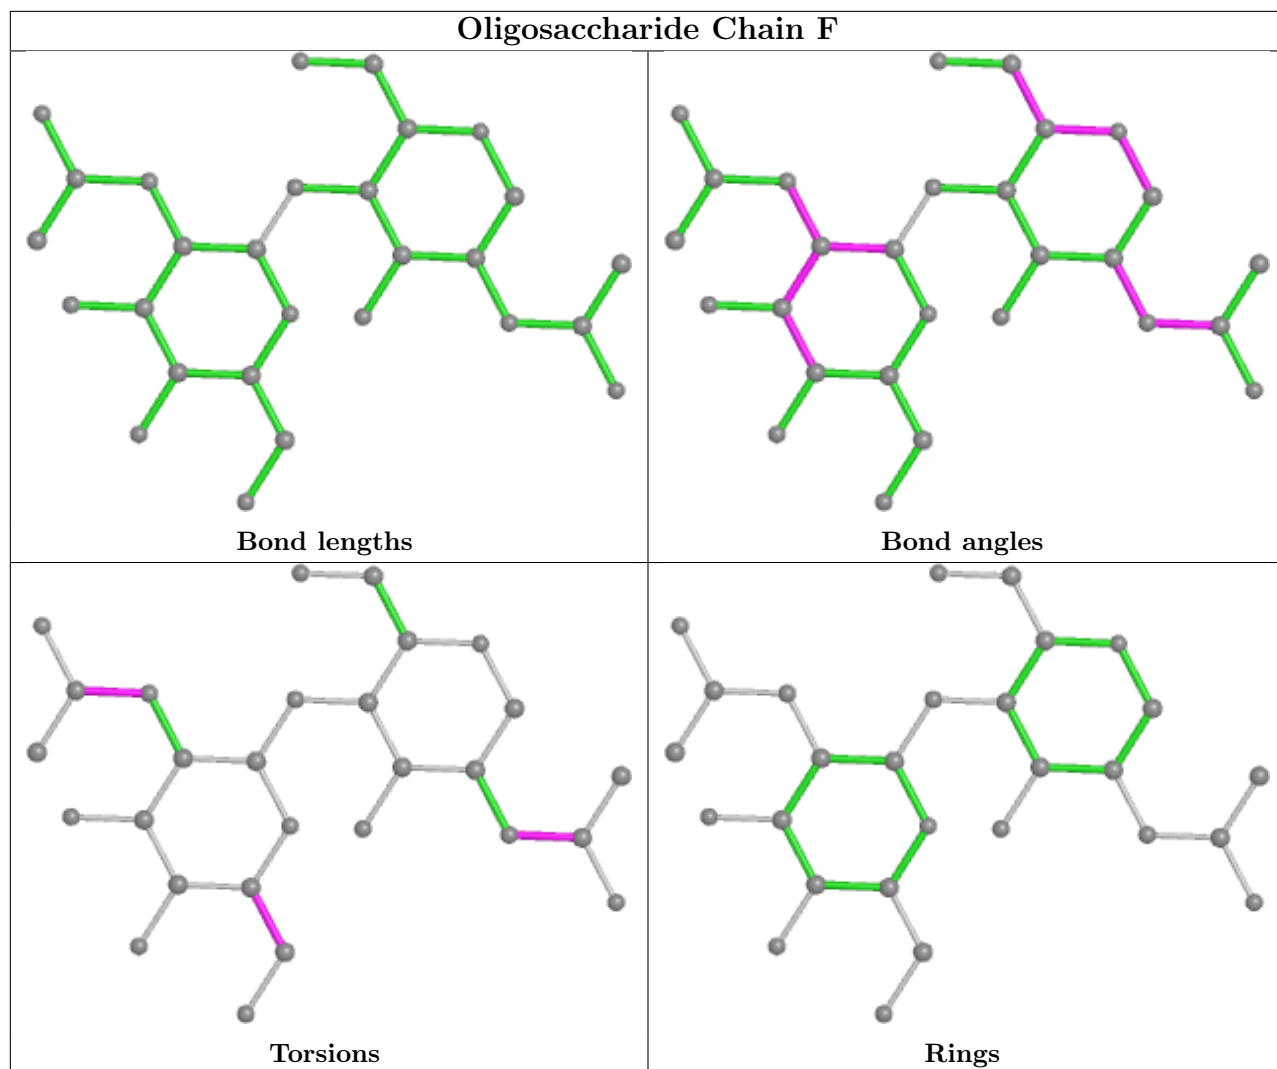 Oligosaccharide Chain F
Bond lengths
Bond angles
Torsions
Rings